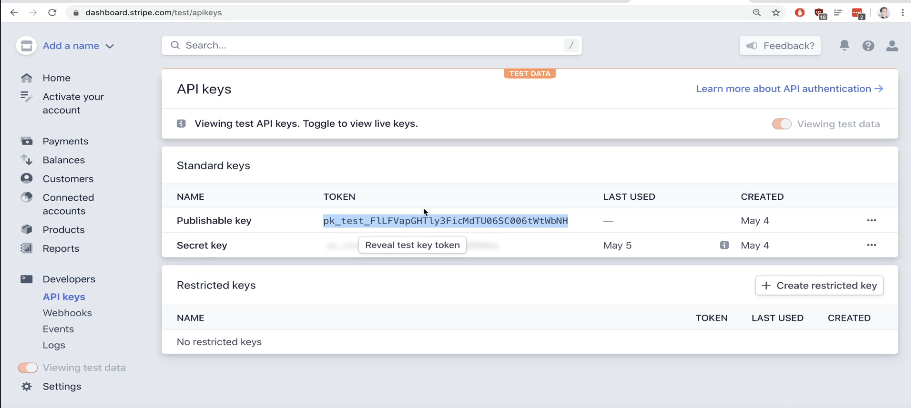 dashboard.stripe.com/test/apikeys
Add a name
Search...
/
Feedback?
TEST DATA
Home
Activate your
account
Payments
Balances
Customers
Connected
accounts
Products
Reports
Developers
API keys
Webhooks
Events
Logs
Viewing test data
Settings
API keys
Learn more about API authentication →
Viewing test API keys. Toggle to view live keys.
Viewing test data
Standard keys
NAME TOKEN LAST USED CREATED
Publishable key pk_test_FlLFVapGHTly3FicMdTU06SC006tWtWbNH — May 4
Secret key Reveal test key token May 5 May 4
Restricted keys
+ Create restricted key
NAME TOKEN LAST USED CREATED
No restricted keys